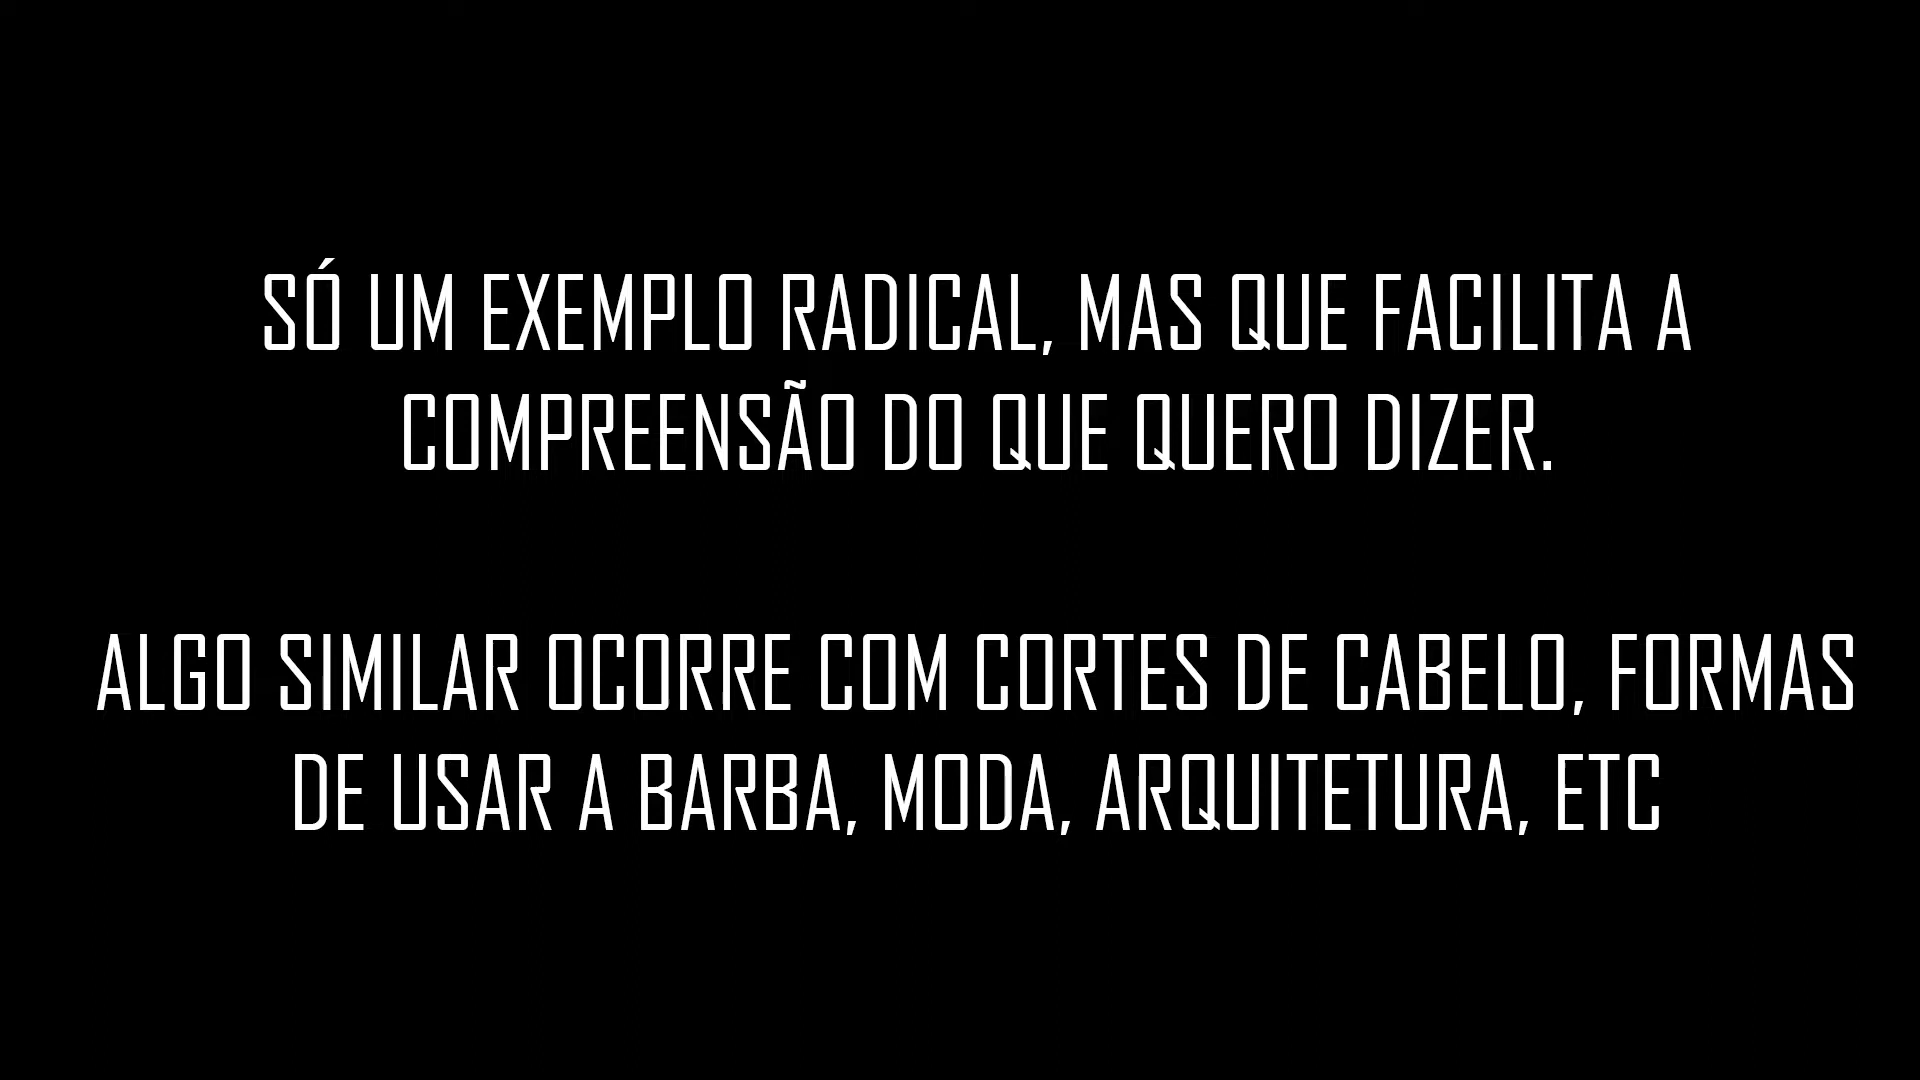 SÓ UM EXEMPLO RADICAL, MAS QUE FACILITA A
COMPREENSÃO DO QUE QUERO DIZER.
ALGO SIMILAR OCORRE COM CORTES DE CABELO, FORMAS
DE USAR A BARBA, MODA, ARQUITETURA, ETC